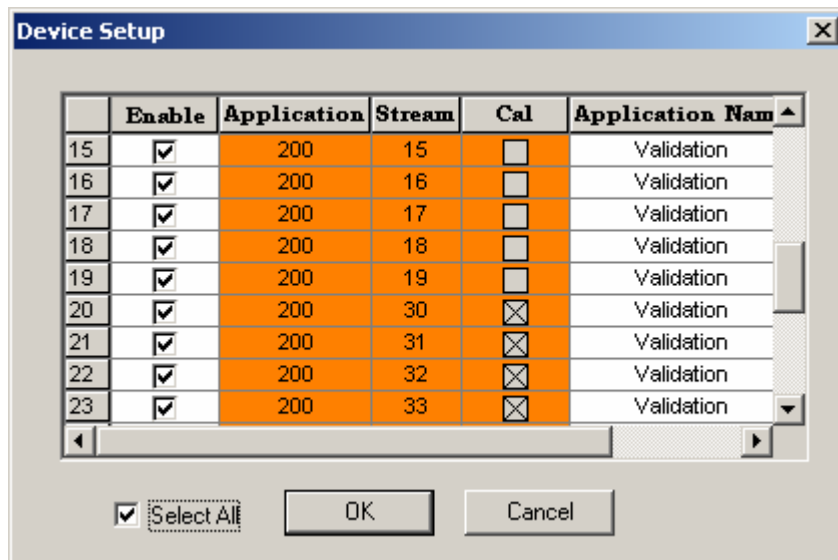 Device Setup
Enable Application Stream Cal Application Nam
15 200 15 Validation
16 200 16 Validation
17 200 17 Validation
18 200 18 Validation
19 200 19 Validation
20 200 30 Validation
21 200 31 Validation
22 200 32 Validation
23 200 33 Validation
Select All OK Cancel